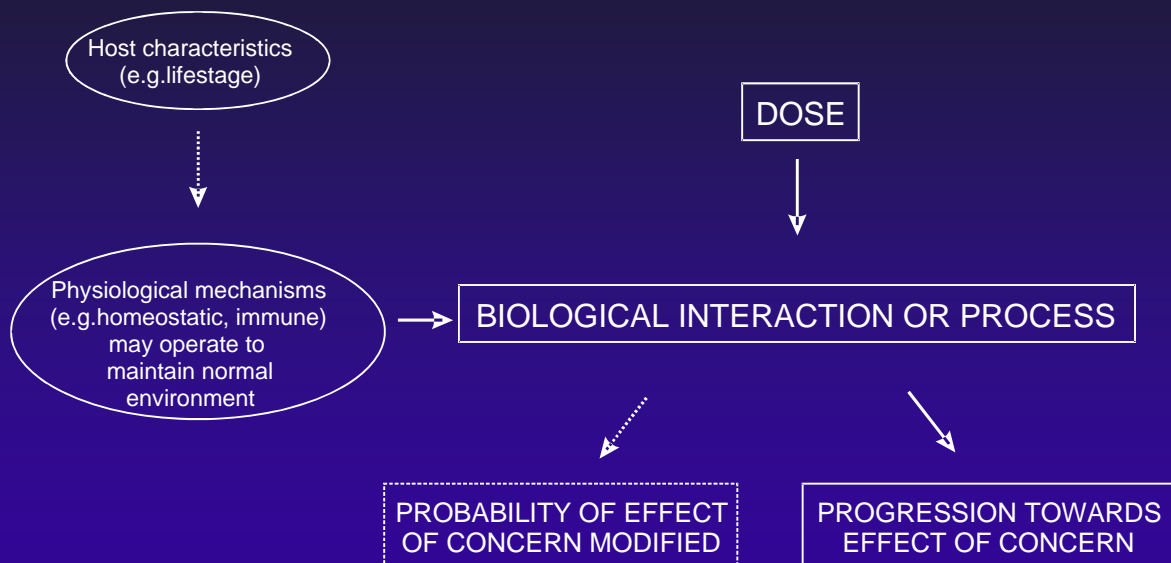 Host characteristics
(e.g.lifestage)
DOSE
Physiological mechanisms
(e.g.homeostatic, immune)
may operate to
maintain normal
environment
BIOLOGICAL INTERACTION OR PROCESS
PROBABILITY OF EFFECT
OF CONCERN MODIFIED
PROGRESSION TOWARDS
EFFECT OF CONCERN